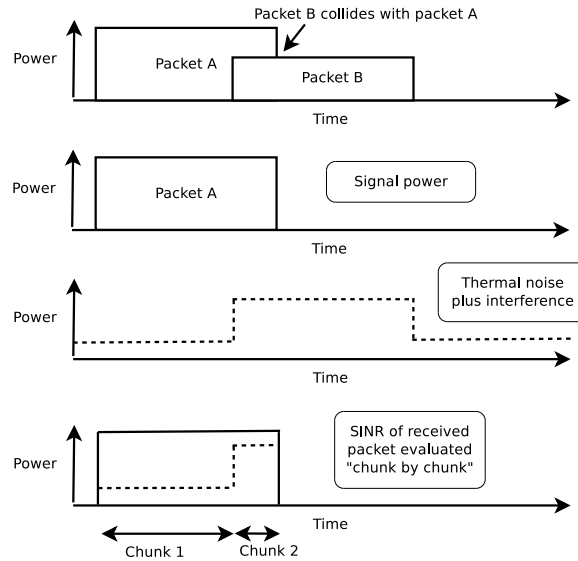 Packet B collides with packet A
Power
Packet A
Packet B
Time
Power
Packet A
Signal power
Time
Power
Thermal noise
plus interference
Time
Power
SINR of received
packet evaluated
"chunk by chunk"
Time
Chunk 1
Chunk 2